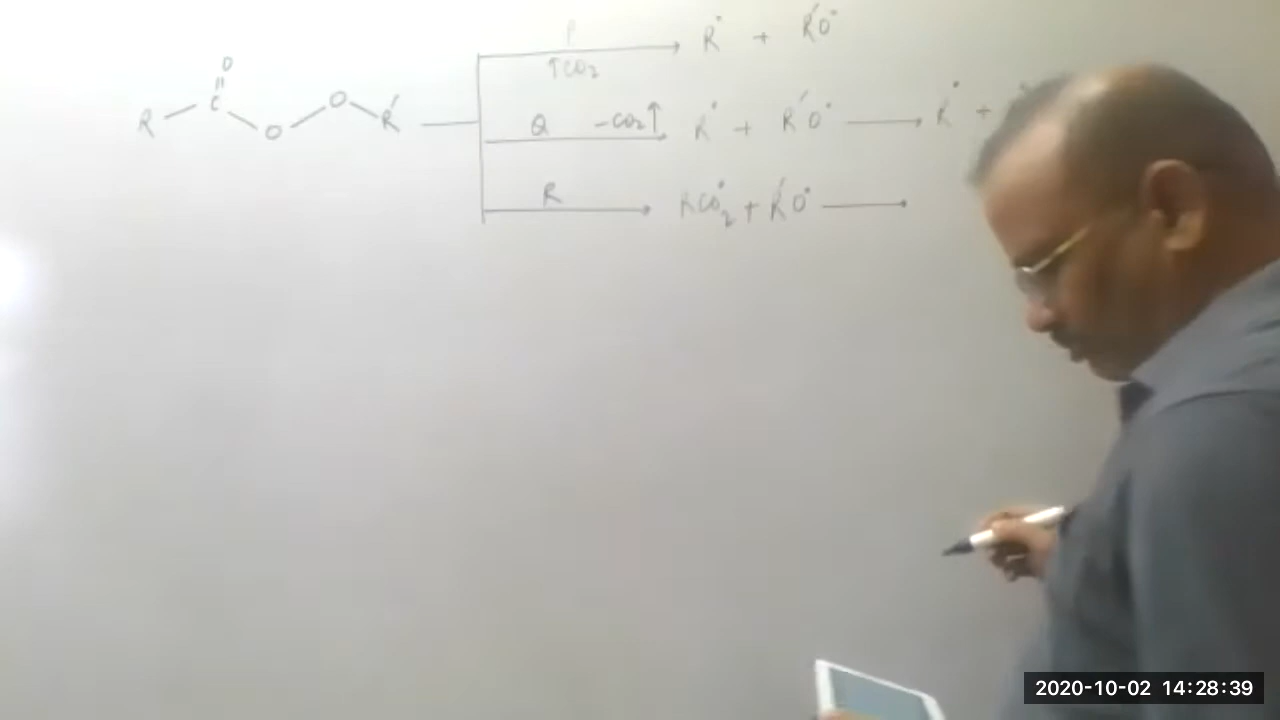 P
R• + R'O•
↑CO2
O
||
R — C — O — O — R'
Q -CO2↑ R• + R'O• → R• +
R → RCO2• + R'O• →
2020-10-02 14:28:39